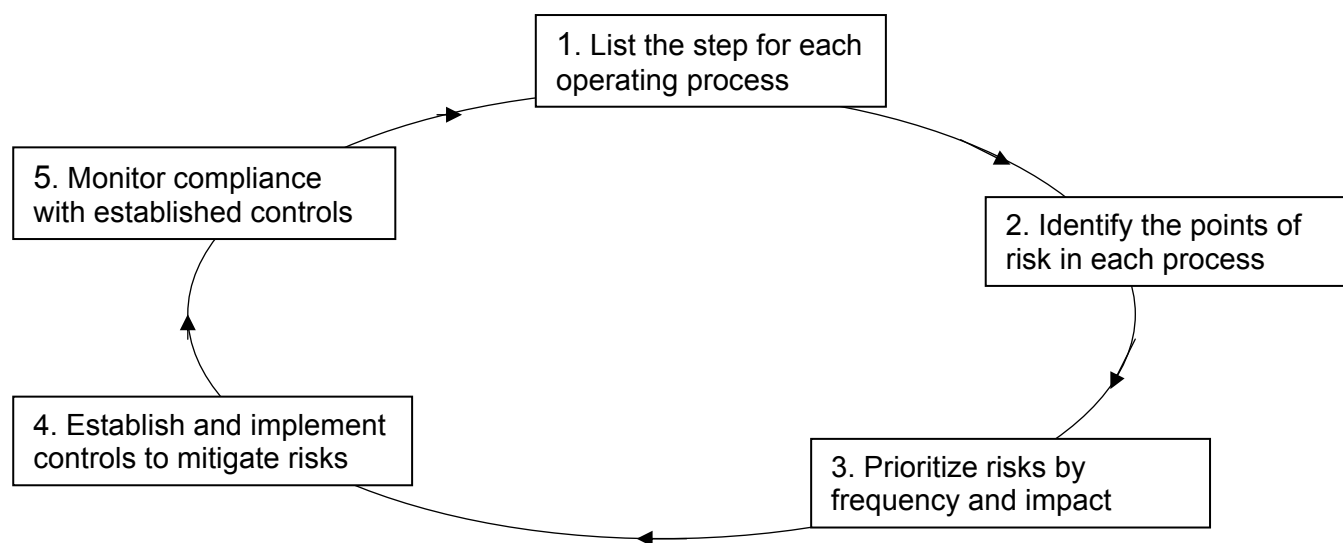 1. List the step for each
operating process
2. Identify the points of
risk in each process
3. Prioritize risks by
frequency and impact
4. Establish and implement
controls to mitigate risks
5. Monitor compliance
with established controls